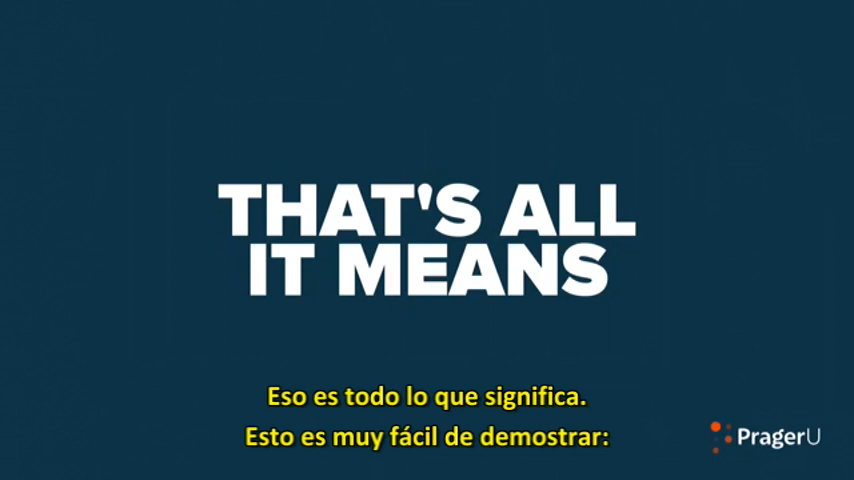 THAT'S ALL
IT MEANS
Eso es todo lo que significa.
Esto es muy fácil de demostrar:
PragerU